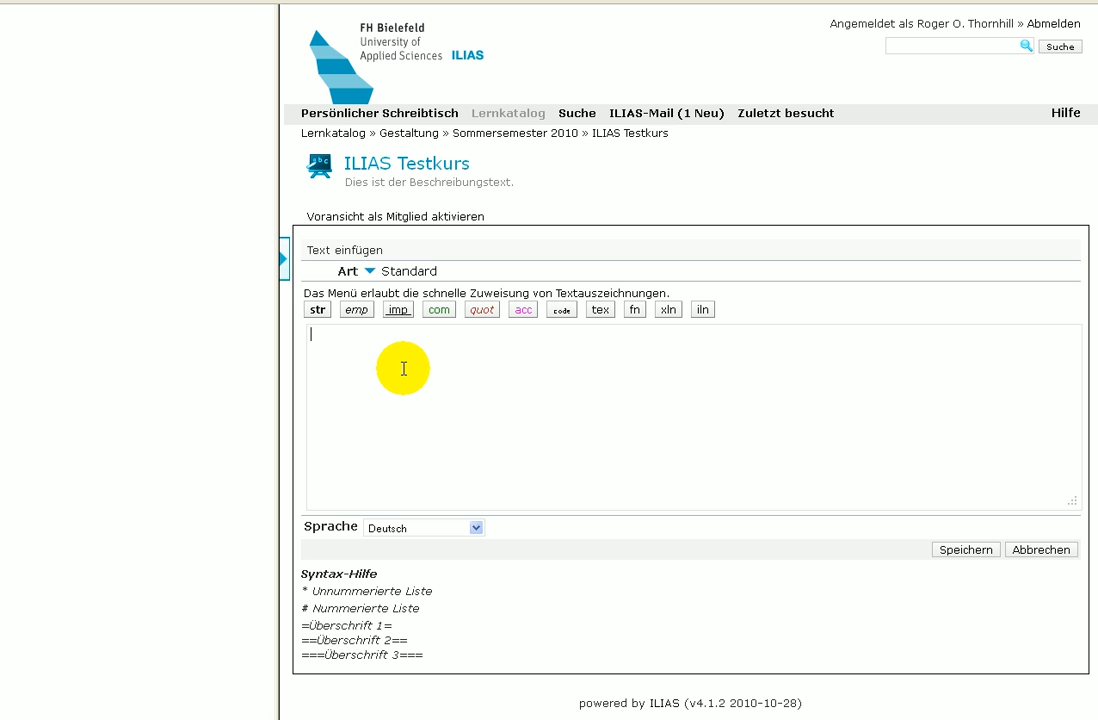 FH Bielefeld
University of
Applied Sciences ILIAS
Angemeldet als Roger O. Thornhill » Abmelden
Suche
Persönlicher Schreibtisch Lernkatalog Suche ILIAS-Mail (1 Neu) Zuletzt besucht Hilfe
Lernkatalog » Gestaltung » Sommersemester 2010 » ILIAS Testkurs
abc
ILIAS Testkurs
Dies ist der Beschreibungstext.
Voransicht als Mitglied aktivieren
Text einfügen
Art Standard
Das Menü erlaubt die schnelle Zuweisung von Textauszeichnungen.
str emp imp com quot acc code tex fn xln iln
Sprache Deutsch
Speichern Abbrechen
Syntax-Hilfe
* Unnummerierte Liste
# Nummerierte Liste
=Überschrift 1=
==Überschrift 2==
===Überschrift 3===
powered by ILIAS (v4.1.2 2010-10-28)